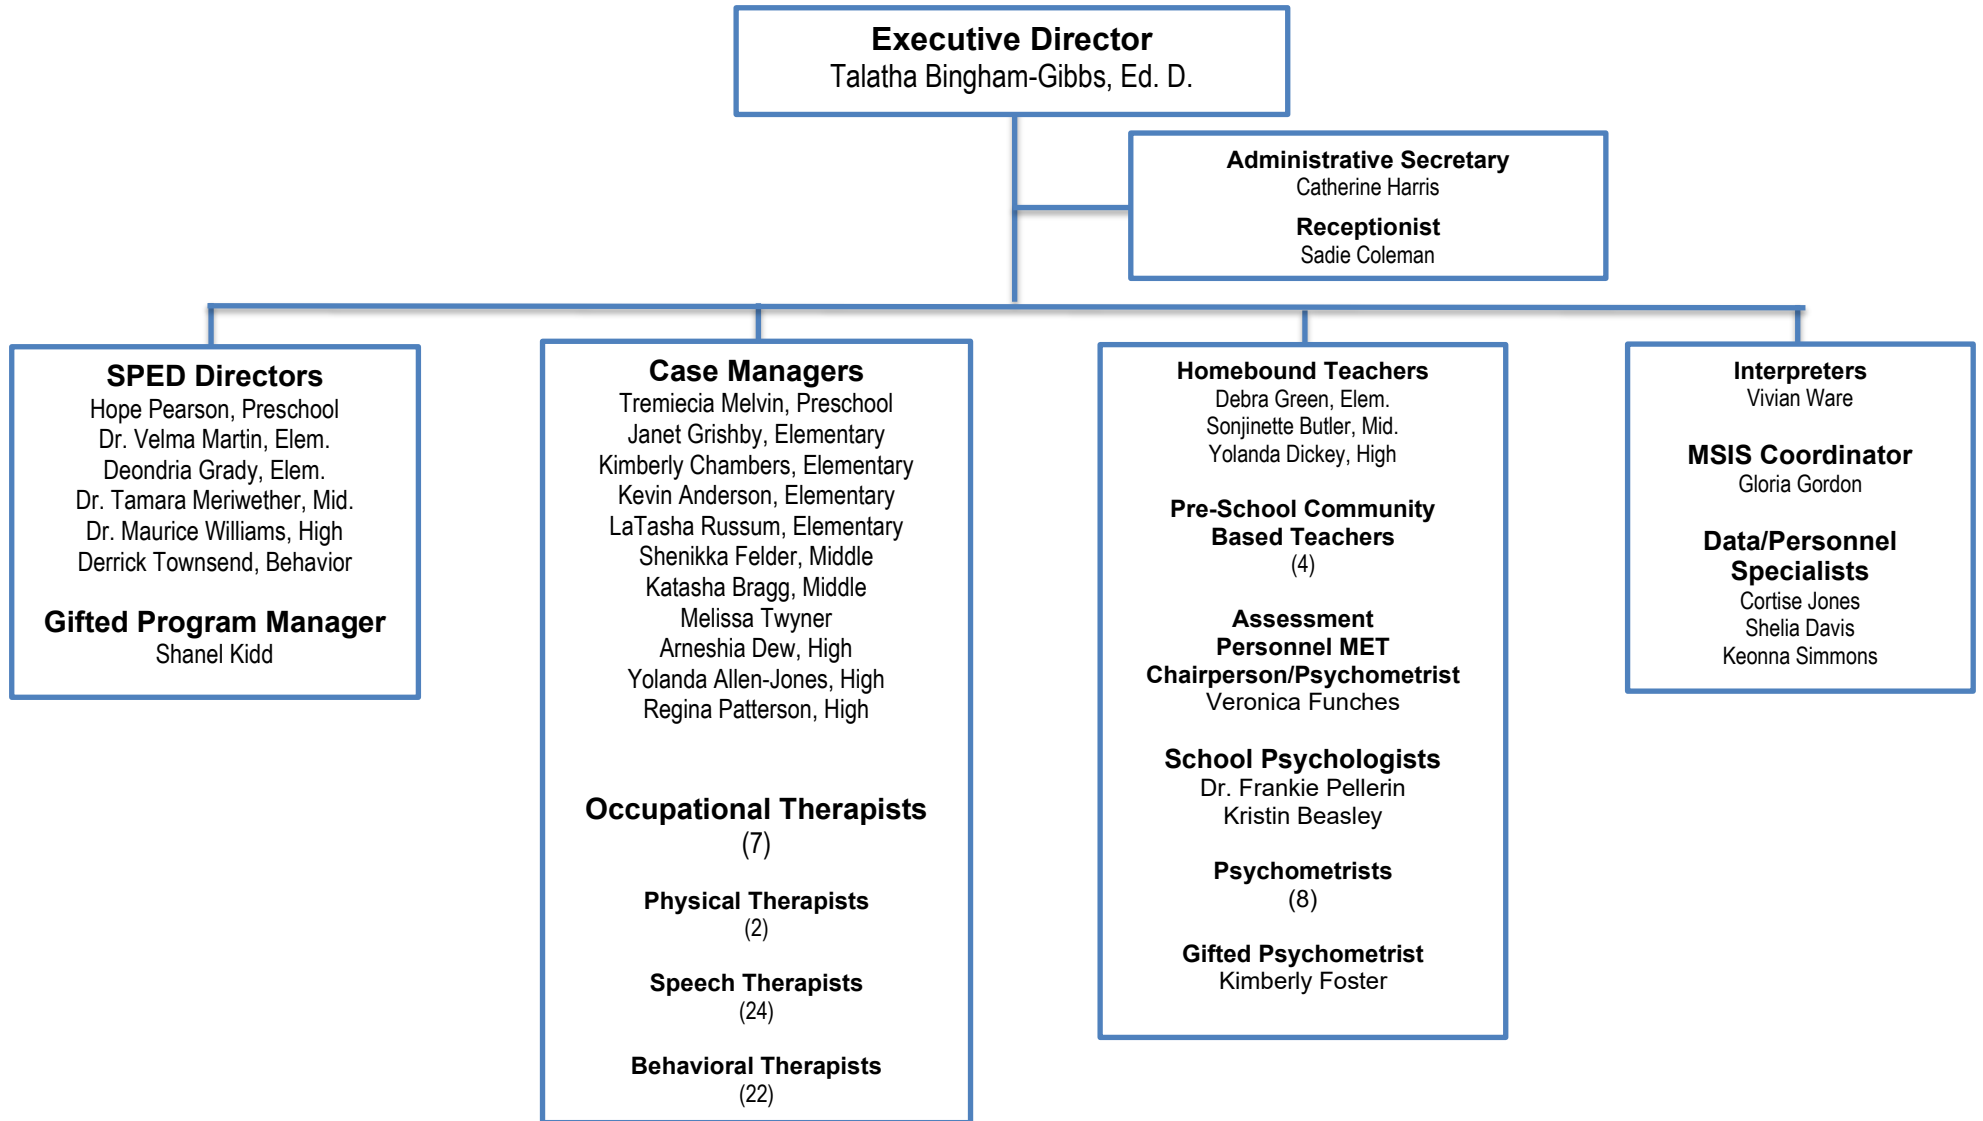 Executive Director
Talatha Bingham-Gibbs, Ed. D.
Administrative Secretary
Catherine Harris
Receptionist
Sadie Coleman
SPED Directors
Hope Pearson, Preschool
Dr. Velma Martin, Elem.
Deondria Grady, Elem.
Dr. Tamara Meriwether, Mid.
Dr. Maurice Williams, High
Derrick Townsend, Behavior
Gifted Program Manager
Shanel Kidd
Case Managers
Tremiecia Melvin, Preschool
Janet Grishby, Elementary
Kimberly Chambers, Elementary
Kevin Anderson, Elementary
LaTasha Russum, Elementary
Shenikka Felder, Middle
Katasha Bragg, Middle
Melissa Twyner
Arneshia Dew, High
Yolanda Allen-Jones, High
Regina Patterson, High
Occupational Therapists
(7)
Physical Therapists
(2)
Speech Therapists
(24)
Behavioral Therapists
(22)
Homebound Teachers
Debra Green, Elem.
Sonjinette Butler, Mid.
Yolanda Dickey, High
Pre-School Community
Based Teachers
(4)
Assessment
Personnel MET
Chairperson/Psychometrist
Veronica Funches
School Psychologists
Dr. Frankie Pellerin
Kristin Beasley
Psychometrists
(8)
Gifted Psychometrist
Kimberly Foster
Interpreters
Vivian Ware
MSIS Coordinator
Gloria Gordon
Data/Personnel
Specialists
Cortise Jones
Shelia Davis
Keonna Simmons